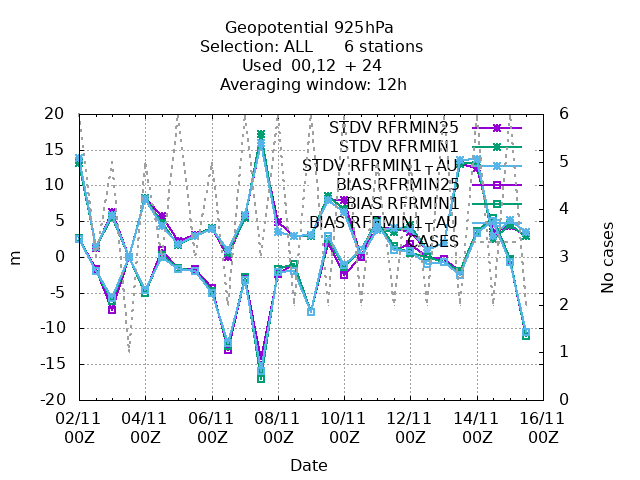 Geopotential 925hPa
Selection: ALL 6 stations
Used 00,12 + 24
Averaging window: 12h
20
15
10
5
0
-5
-10
-15
-20
m
6
5
4
3
2
1
0
No cases
STDV RFRMIN25
STDV RFRMIN1
STDV RFRMIN1_AU
BIAS RFRMIN25
BIAS RFRMIN1
BIAS RFRMIN1_AU
CASES
02/11 04/11 06/11 08/11 10/11 12/11 14/11 16/11
00Z 00Z 00Z 00Z 00Z 00Z 00Z 00Z
Date